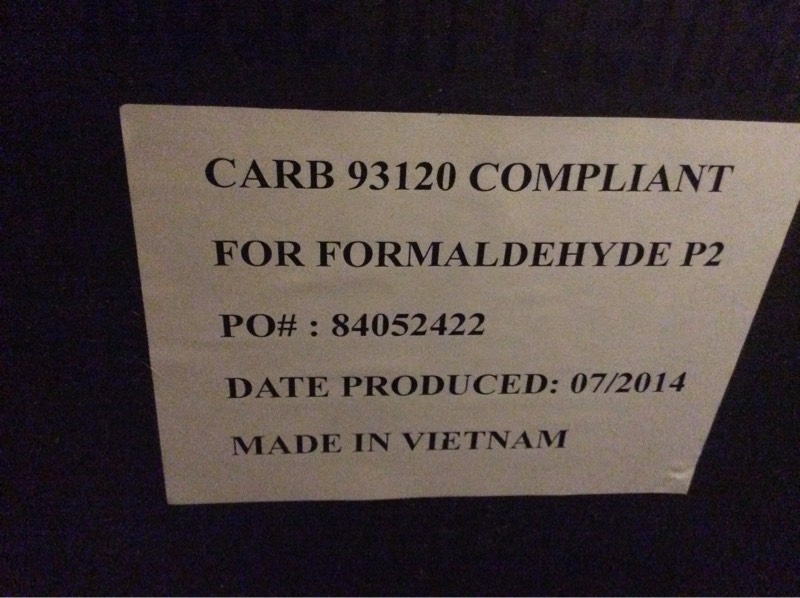 CARB 93120 COMPLIANT
FOR FORMALDEHYDE P2
PO# : 84052422
DATE PRODUCED: 07/2014
MADE IN VIETNAM